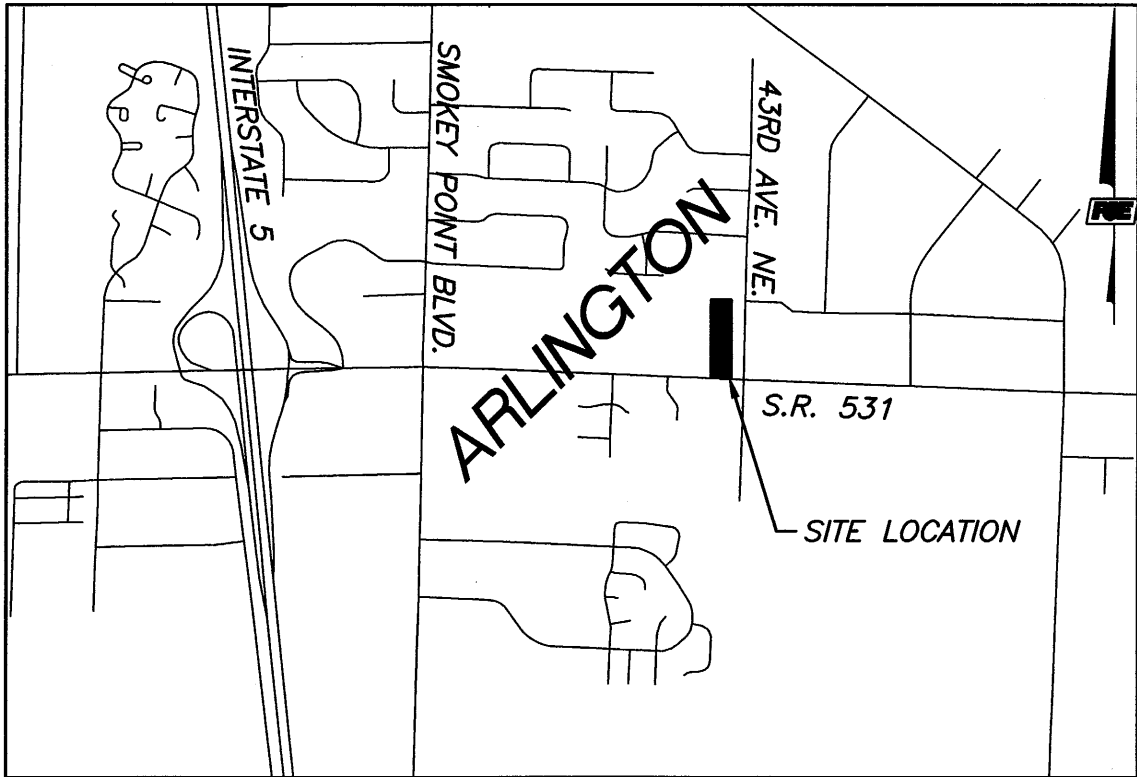 INTERSTATE 5
SMOKEY POINT BLVD.
43RD AVE. NE.
ARLINGTON
S.R. 531
SITE LOCATION